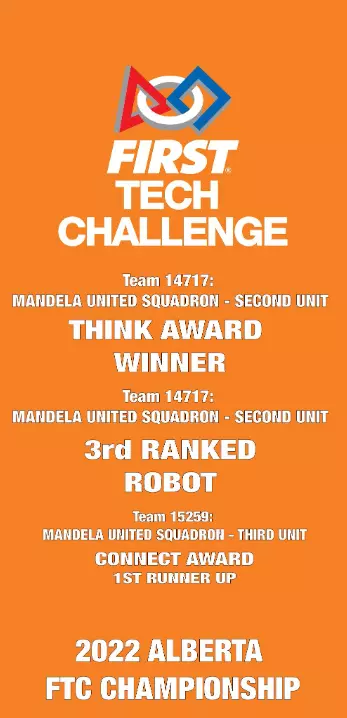 FIRST®
TECH
CHALLENGE
Team 14717:
MANDELA UNITED SQUADRON - SECOND UNIT
THINK AWARD
WINNER
Team 14717:
MANDELA UNITED SQUADRON - SECOND UNIT
3rd RANKED
ROBOT
Team 15259:
MANDELA UNITED SQUADRON - THIRD UNIT
CONNECT AWARD
1ST RUNNER UP
2022 ALBERTA
FTC CHAMPIONSHIP